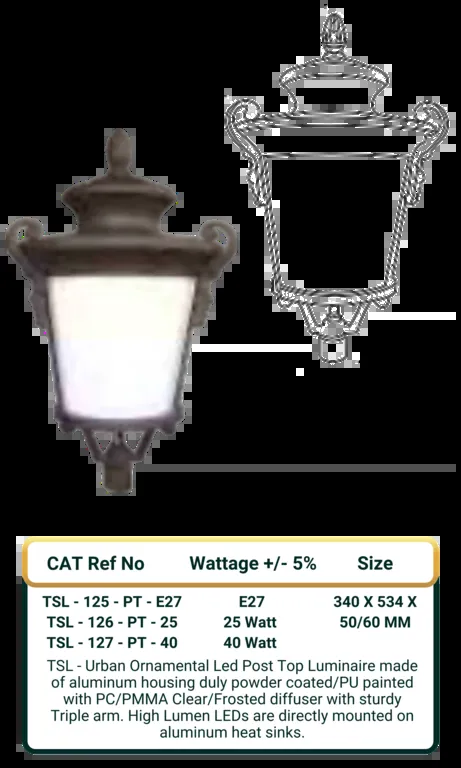 CAT Ref No Wattage +/- 5% Size
TSL - 125 - PT - E27 E27 340 X 534 X
TSL - 126 - PT - 25 25 Watt 50/60 MM
TSL - 127 - PT - 40 40 Watt
TSL - Urban Ornamental Led Post Top Luminaire made
of aluminum housing duly powder coated/PU painted
with PC/PMMA Clear/Frosted diffuser with sturdy
Triple arm. High Lumen LEDs are directly mounted on
aluminum heat sinks.